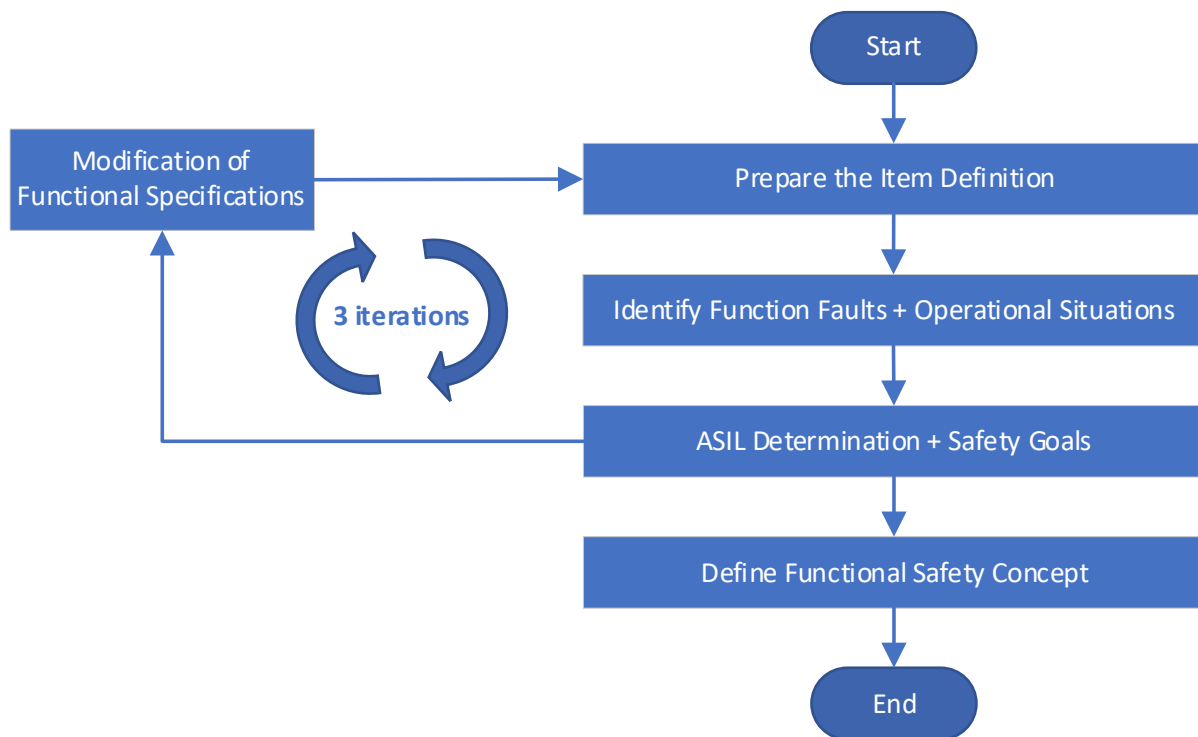 Start
Modification of
Functional Specifications
Prepare the Item Definition
Identify Function Faults + Operational Situations
3 iterations
ASIL Determination + Safety Goals
Define Functional Safety Concept
End